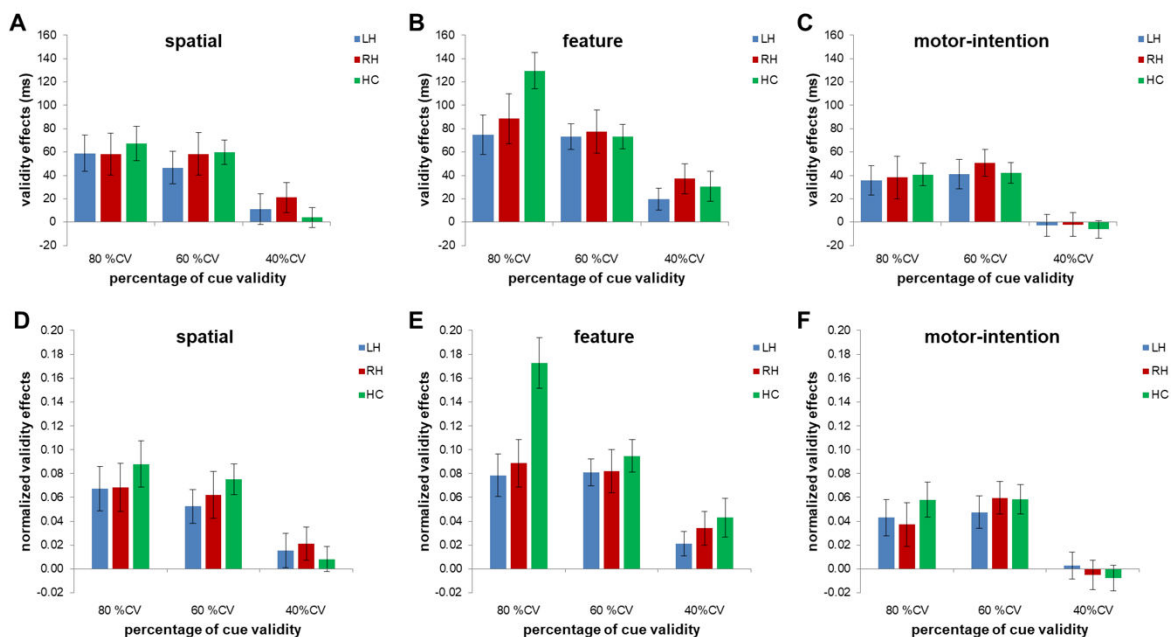 A
spatial
validity effects (ms)
160
140
120
100
80
60
40
20
0
-20
80 %CV 60 %CV 40%CV
percentage of cue validity
LH
RH
HC
B
feature
validity effects (ms)
160
140
120
100
80
60
40
20
0
-20
80 %CV 60 %CV 40%CV
percentage of cue validity
LH
RH
HC
C
motor-intention
validity effects (ms)
160
140
120
100
80
60
40
20
0
-20
80 %CV 60 %CV 40%CV
percentage of cue validity
LH
RH
HC
D
spatial
normalized validity effects
0.20
0.18
0.16
0.14
0.12
0.10
0.08
0.06
0.04
0.02
0.00
-0.02
80 %CV 60 %CV 40%CV
percentage of cue validity
LH
RH
HC
E
feature
normalized validity effects
0.20
0.18
0.16
0.14
0.12
0.10
0.08
0.06
0.04
0.02
0.00
-0.02
80 %CV 60 %CV 40%CV
percentage of cue validity
LH
RH
HC
F
motor-intention
normalized validity effects
0.20
0.18
0.16
0.14
0.12
0.10
0.08
0.06
0.04
0.02
0.00
-0.02
80 %CV 60 %CV 40%CV
percentage of cue validity
LH
RH
HC